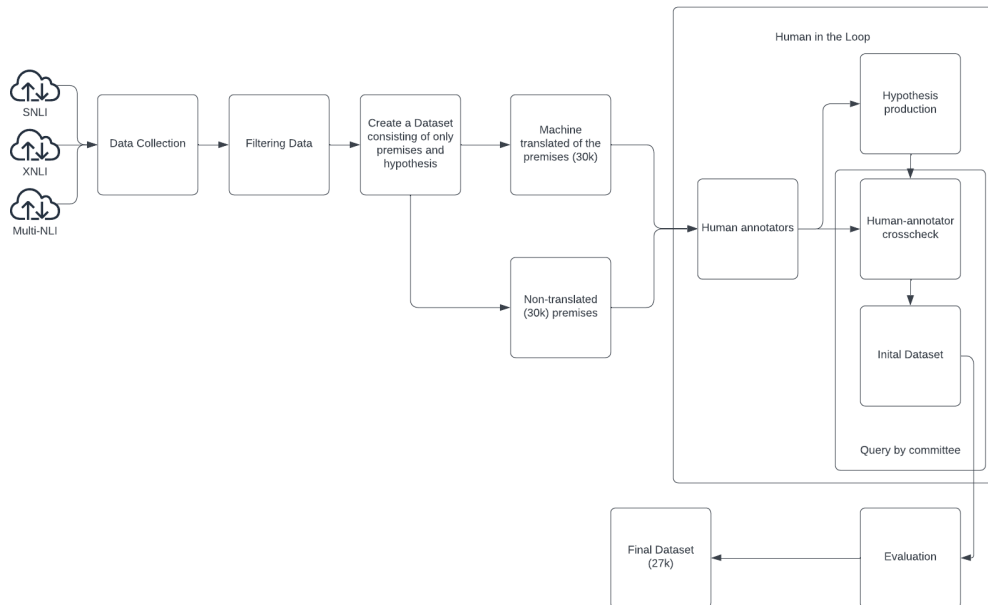 Human in the Loop
SNLI
XNLI
Multi-NLI
Data Collection
Filtering Data
Create a Dataset
consisting of only
premises and
hypothesis
Machine
translated of the
premises (30k)
Non-translated
(30k) premises
Human annotators
Hypothesis
production
Human-annotator
crosscheck
Inital Dataset
Query by committee
Evaluation
Final Dataset
(27k)